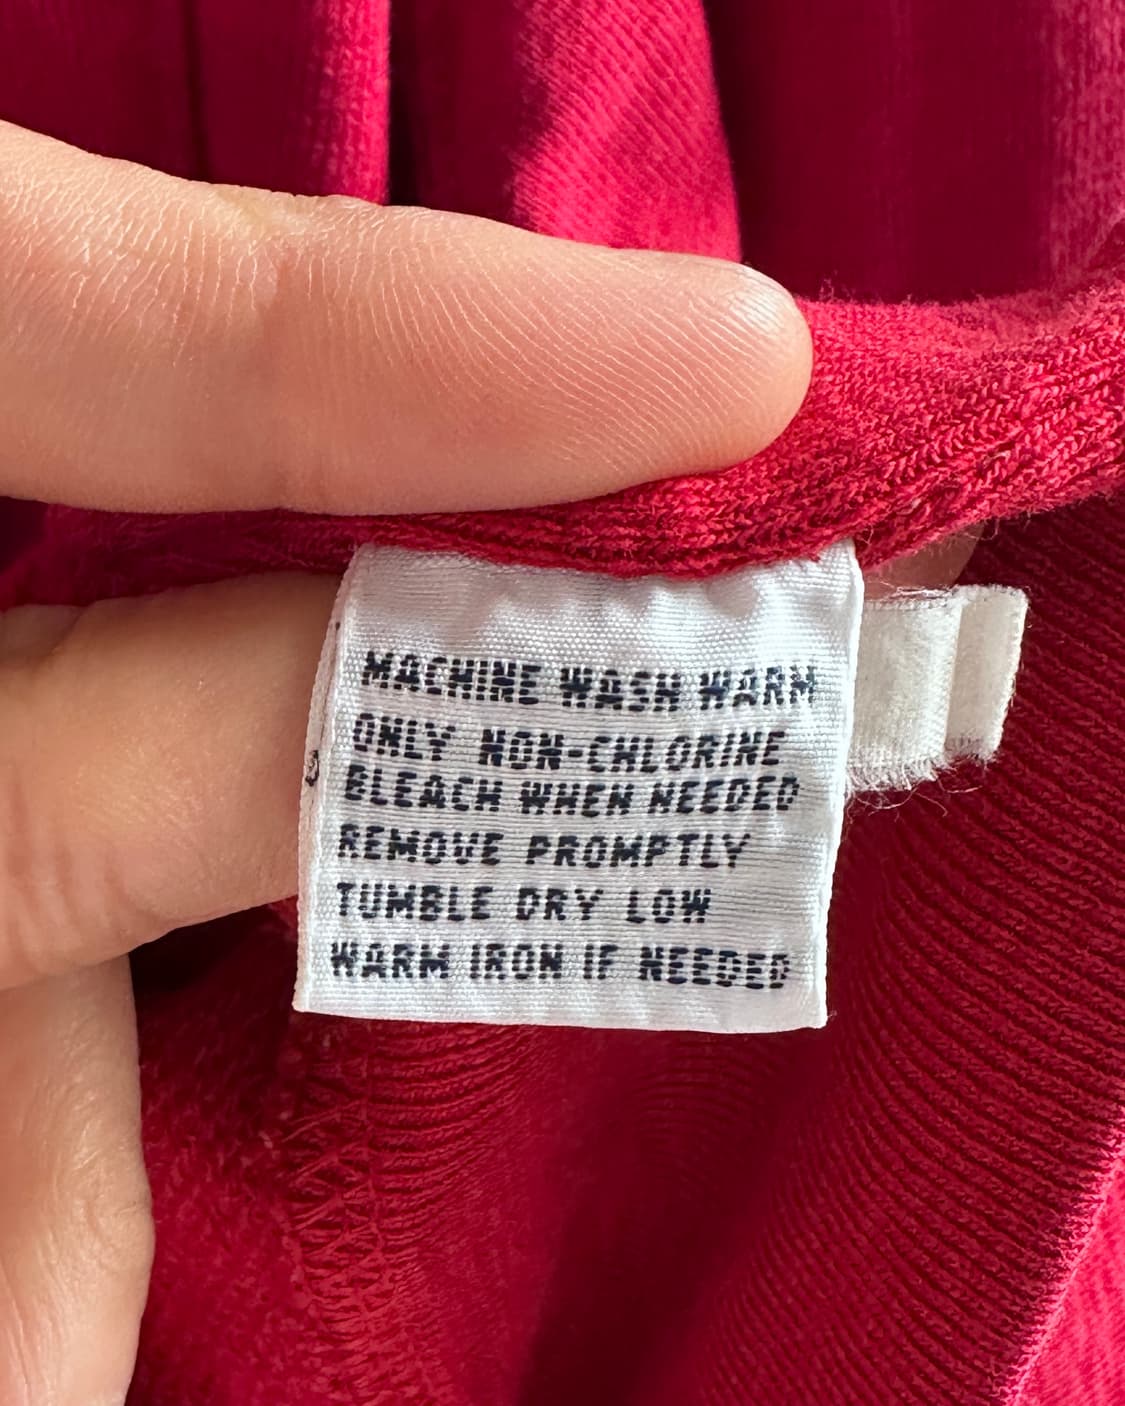 MACHINE WASH WARM
ONLY NON-CHLORINE
BLEACH WHEN NEEDED
REMOVE PROMPTLY
TUMBLE DRY LOW
WARM IRON IF NEEDED